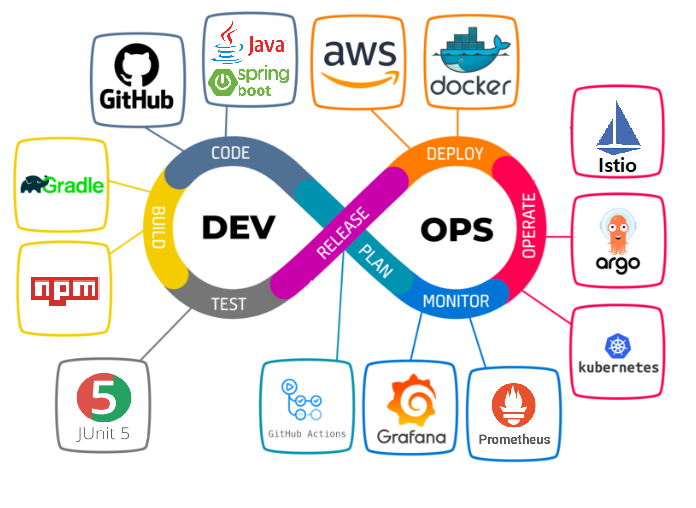 GitHub
Java
spring
boot
aws
docker
Istio
Gradle
argo
npm
kubernetes
CODE
DEPLOY
BUILD
DEV
RELEASE
OPS
OPERATE
PLAN
TEST
MONITOR
5
JUnit 5
GitHub Actions
Grafana
Prometheus